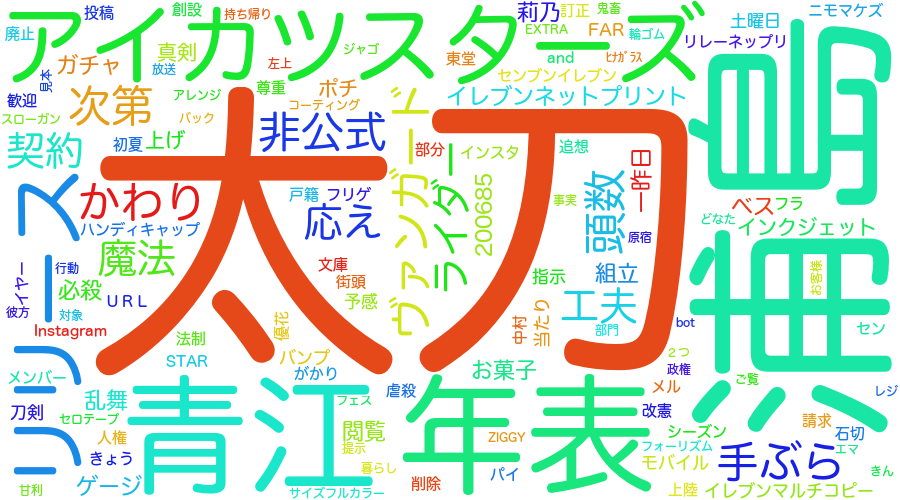 アイカツスターズ
太刀
無
鳥
青江
年表
リリース
ヴァンガード
ライダー
非公式
次第
契約
かわり
魔法
応え
頭数
工夫
手ぶら
廃止
投稿
創設
持ち帰り
莉乃
訂正
鬼畜
EXTRA
FAR
輪ゴム
土曜日
ニモマケズ
リレーネップリ
真剣
ガチャ
放送
ジャゴ
左上
東堂
and
ヒナガラス
センブンイレブン
イレブンネットプリント
見本
歓迎
スローガン
アレンジ
尊重
ポチ
コーティング
パック
初夏
上げ
部分
インスタ
追想
一昨日
事実
200685
戸籍
フリゲ
ハンディキャップ
原宿
ベス
フラ
どなた
インクジェット
お客様
イヤー
行動
必殺
URL
彼方
対象
Instagram
文庫
街頭
予感
指示
組立
中村
当たり
部門
bot
セン
法制
優花
STAR
バンプ
がかり
2つ
政権
ご覧
レジ
メンバー
乱舞
虐殺
お菓子
メル
改憲
刀剣
セロテープ
フェス
人権
閲覧
提示
ZIGGY
シーズン
フォーリズム
モバイル
請求
石切
エマ
きょう
ゲージ
暮らし
甘利
サイズフルカラー
削除
パイ
上陸
イレブンマルチコピー
きん